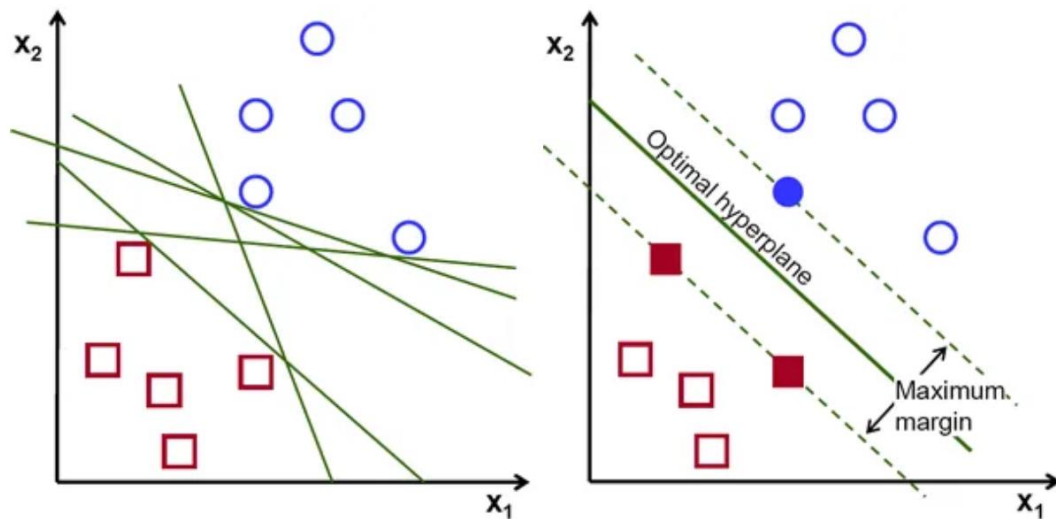 x₂
x₁
x₂
Optimal hyperplane
Maximum
margin
x₁